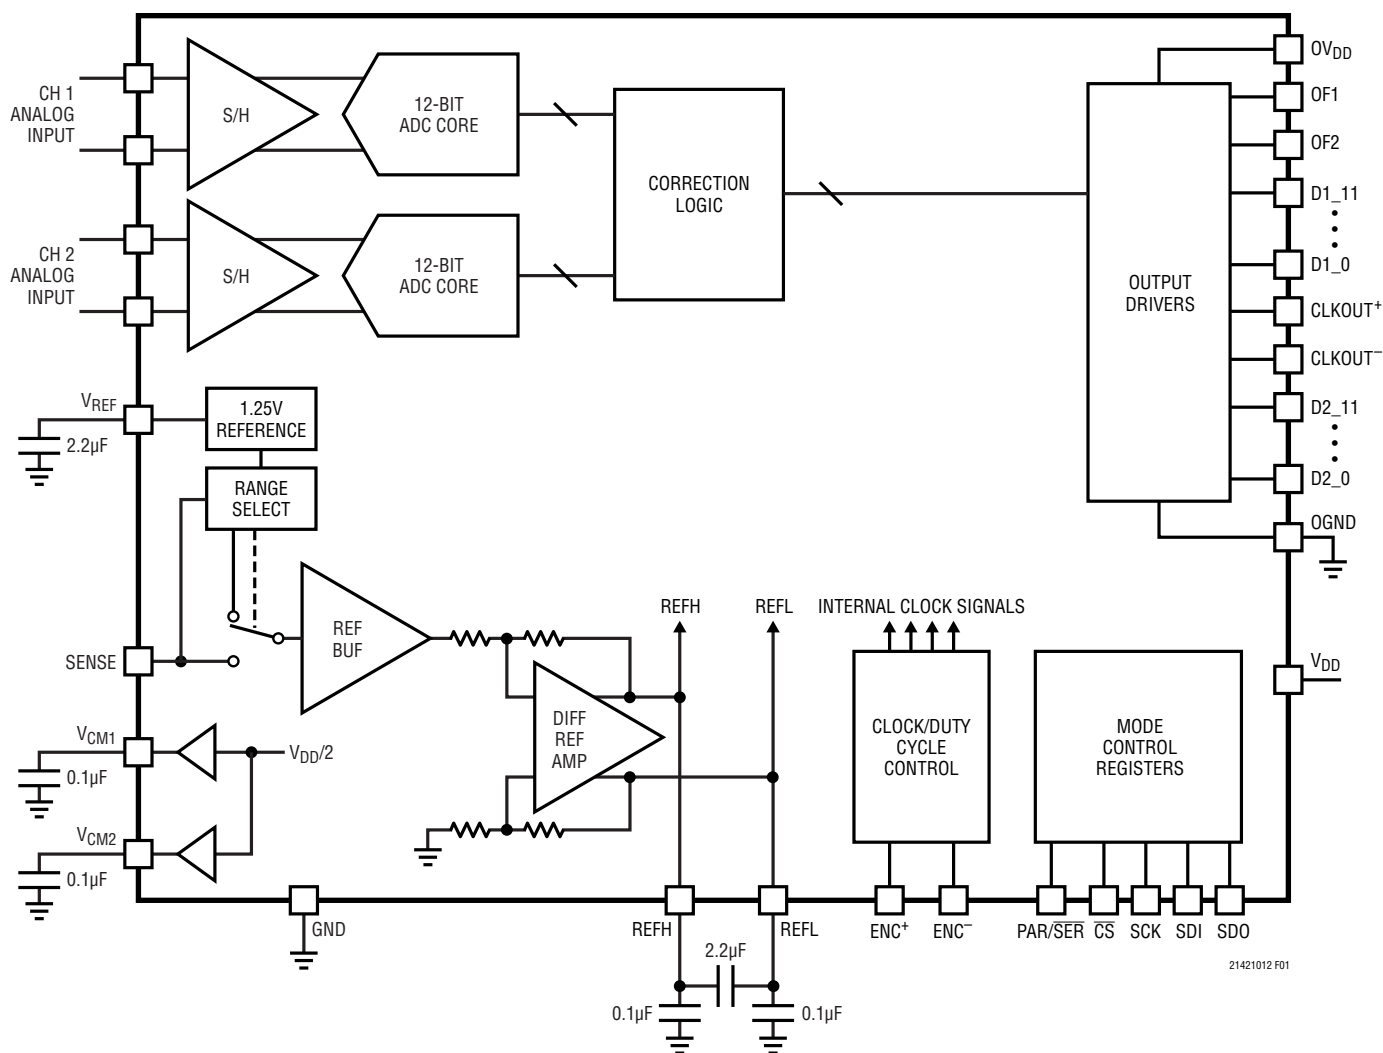 OVDD
OF1
OF2
D1_11
D1_0
CLKOUT+
CLKOUT–
D2_11
D2_0
OGND
VDD
CH 1
ANALOG
INPUT
S/H
12-BIT
ADC CORE
CORRECTION
LOGIC
OUTPUT
DRIVERS
CH 2
ANALOG
INPUT
S/H
12-BIT
ADC CORE
VREF
2.2µF
1.25V
REFERENCE
RANGE
SELECT
SENSE
REF
BUF
VCM1
0.1µF
VDD/2
VCM2
0.1µF
DIFF
REF
AMP
REFH
REFL
INTERNAL CLOCK SIGNALS
CLOCK/DUTY
CYCLE
CONTROL
MODE
CONTROL
REGISTERS
GND
REFH
REFL
2.2µF
0.1µF
0.1µF
ENC+
ENC–
PAR/S̅E̅R̅
C̅S̅
SCK
SDI
SDO
21421012 F01